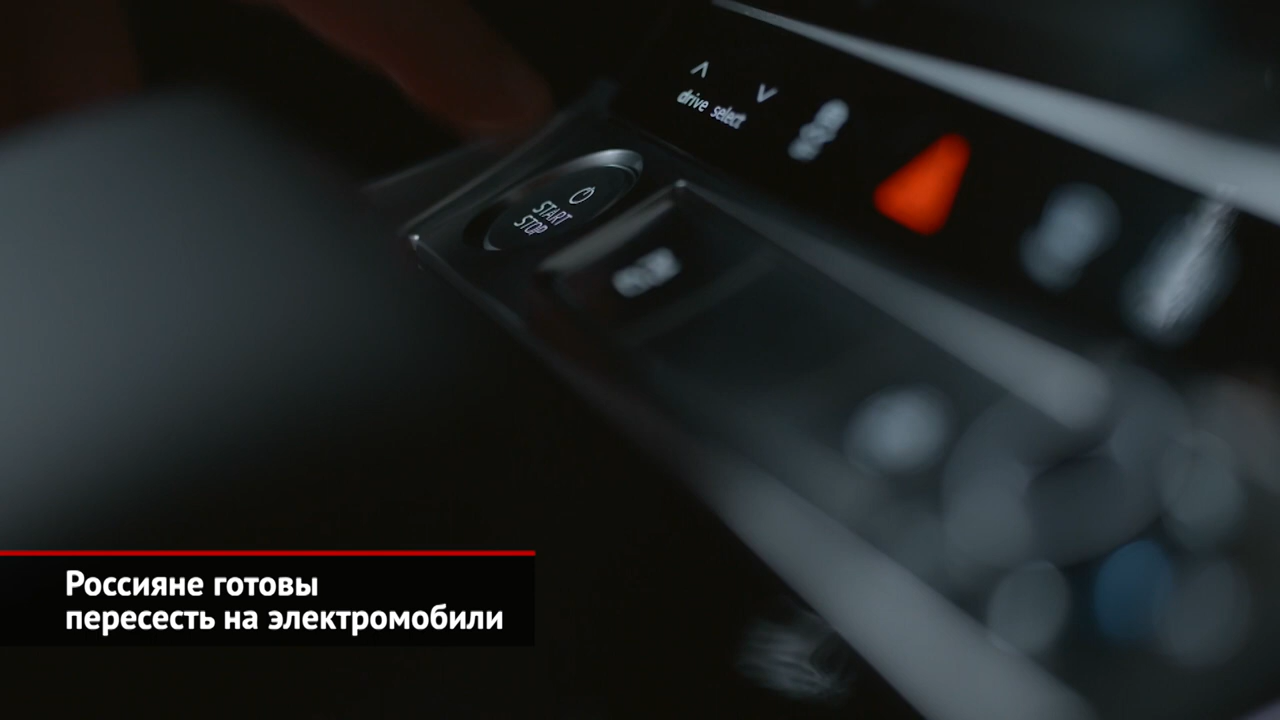 drive select
START
STOP
Россияне готовы
пересесть на электромобили